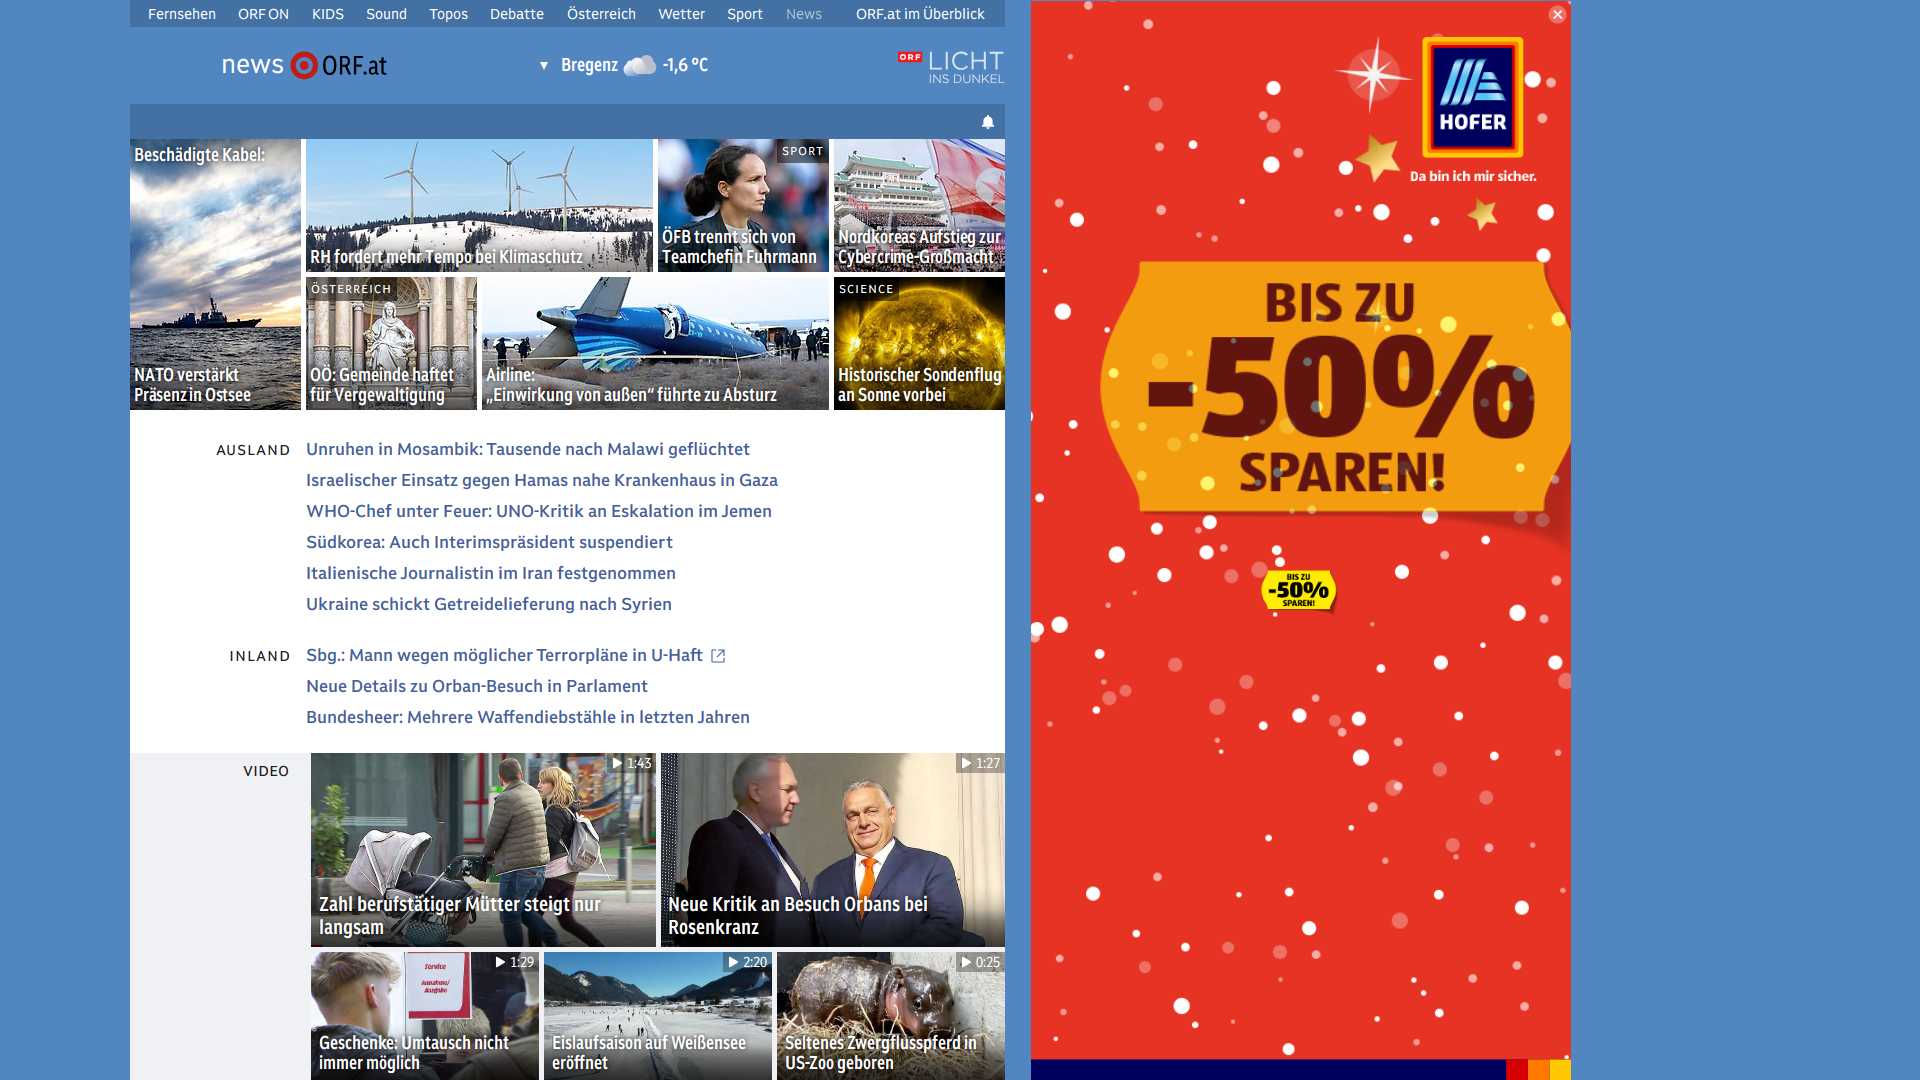 Fernsehen ORF ON KIDS Sound Topos Debatte Österreich Wetter Sport News ORF.at im Überblick
news ORF.at
Bregenz -1,6 °C
ORF LICHT
INS DUNKEL
Beschädigte Kabel:
NATO verstärkt
Präsenz in Ostsee
RH fordert mehr Tempo bei Klimaschutz
SPORT
ÖFB trennt sich von
Teamchefin Fuhrmann
Nordkoreas Aufstieg zur
Cybercrime-Großmacht
ÖSTERREICH
OÖ: Gemeinde haftet
für Vergewaltigung
Airline:
„Einwirkung von außen“ führte zu Absturz
SCIENCE
Historischer Sondenflug
an Sonne vorbei
AUSLAND
Unruhen in Mosambik: Tausende nach Malawi geflüchtet
Israelischer Einsatz gegen Hamas nahe Krankenhaus in Gaza
WHO-Chef unter Feuer: UNO-Kritik an Eskalation im Jemen
Südkorea: Auch Interimspräsident suspendiert
Italienische Journalistin im Iran festgenommen
Ukraine schickt Getreidelieferung nach Syrien
INLAND
Sbg.: Mann wegen möglicher Terrorpläne in U-Haft
Neue Details zu Orban-Besuch in Parlament
Bundesheer: Mehrere Waffendiebstähle in letzten Jahren
VIDEO
1:43
Zahl berufstätiger Mütter steigt nur
langsam
1:27
Neue Kritik an Besuch Orbans bei
Rosenkranz
1:29
Service
Ausnahme/
Ausgabe
Geschenke: Umtausch nicht
immer möglich
2:20
Eislaufsaison auf Weißensee
eröffnet
0:25
Seltenes Zwergflusspferd in
US-Zoo geboren
HOFER
Da bin ich mir sicher.
BIS ZU
-50%
SPAREN!
BIS ZU
-50%
SPAREN!